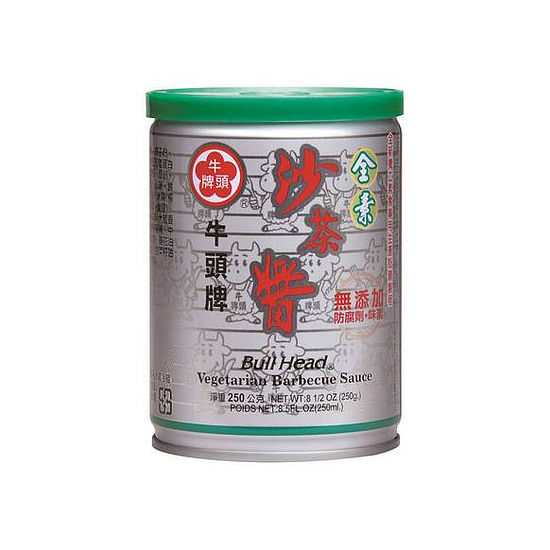 牛
牌頭
®
牛頭牌
沙茶醬
全素
無添加
防腐劑・味素
Bull Head®
Vegetarian Barbecue Sauce
淨重 250 公克 NET WT:8 1/2 OZ (250g.)
POIDS NET:8.5FL.OZ(250ml.)